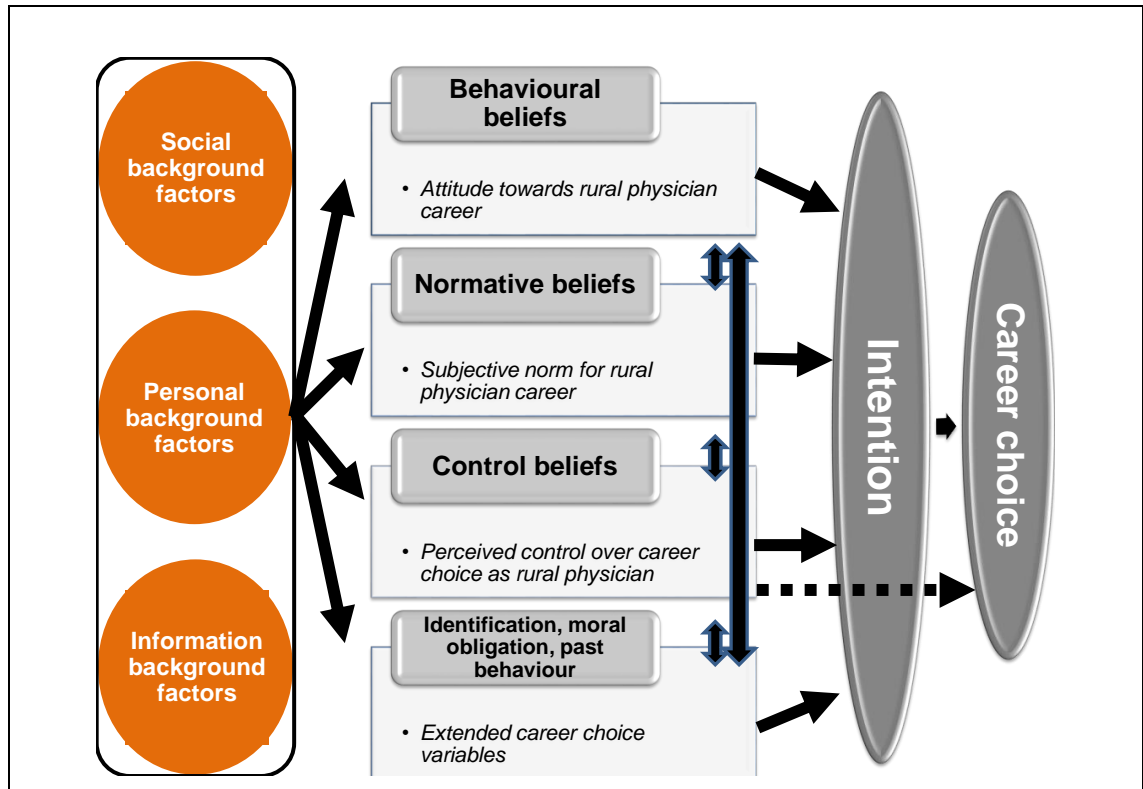 Social
background
factors
Personal
background
factors
Information
background
factors
Behavioural
beliefs
• Attitude towards rural physician
career
Normative beliefs
• Subjective norm for rural
physician career
Control beliefs
• Perceived control over career
choice as rural physician
Identification, moral
obligation, past
behaviour
• Extended career choice
variables
Intention
Career choice